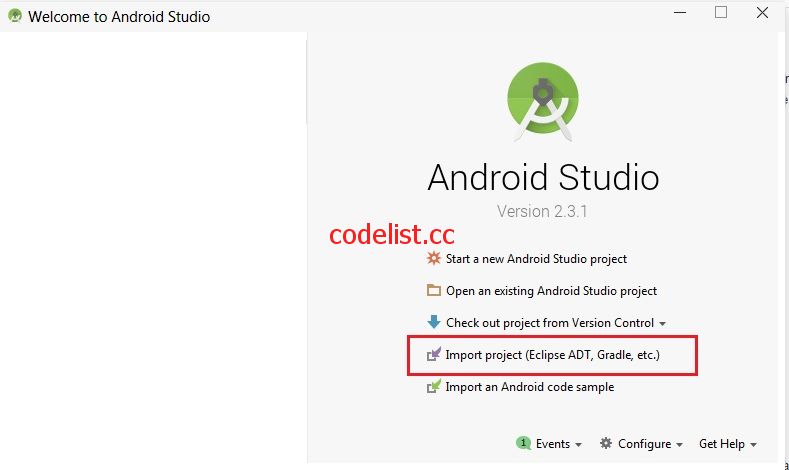 Welcome to Android Studio
Android Studio
Version 2.3.1
codelist.cc
Start a new Android Studio project
Open an existing Android Studio project
Check out project from Version Control
Import project (Eclipse ADT, Gradle, etc.)
Import an Android code sample
1 Events Configure Get Help